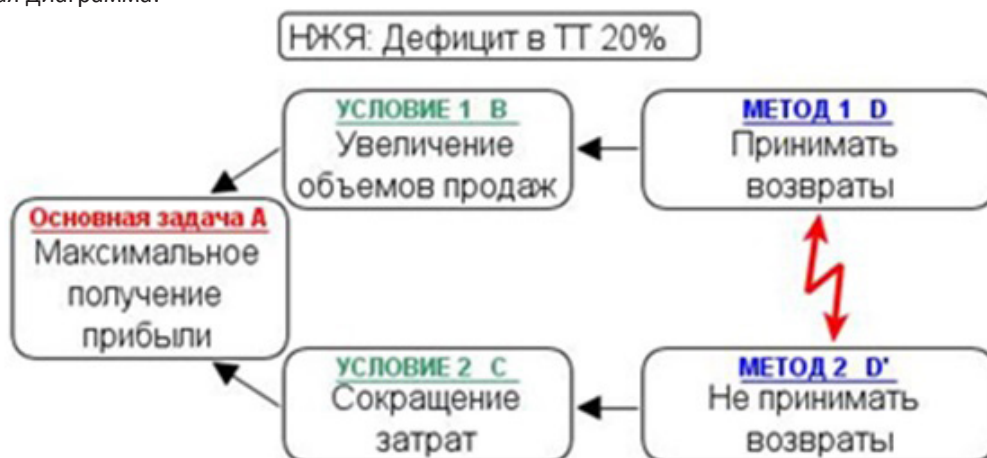 диаграмма.
НЖЯ: Дефицит в ТТ 20%
УСЛОВИЕ 1 B
Увеличение
объемов продаж
МЕТОД 1 D
Принимать
возвраты
Основная задача A
Максимальное
получение
прибыли
УСЛОВИЕ 2 C
Сокращение
затрат
МЕТОД 2 D'
Не принимать
возвраты